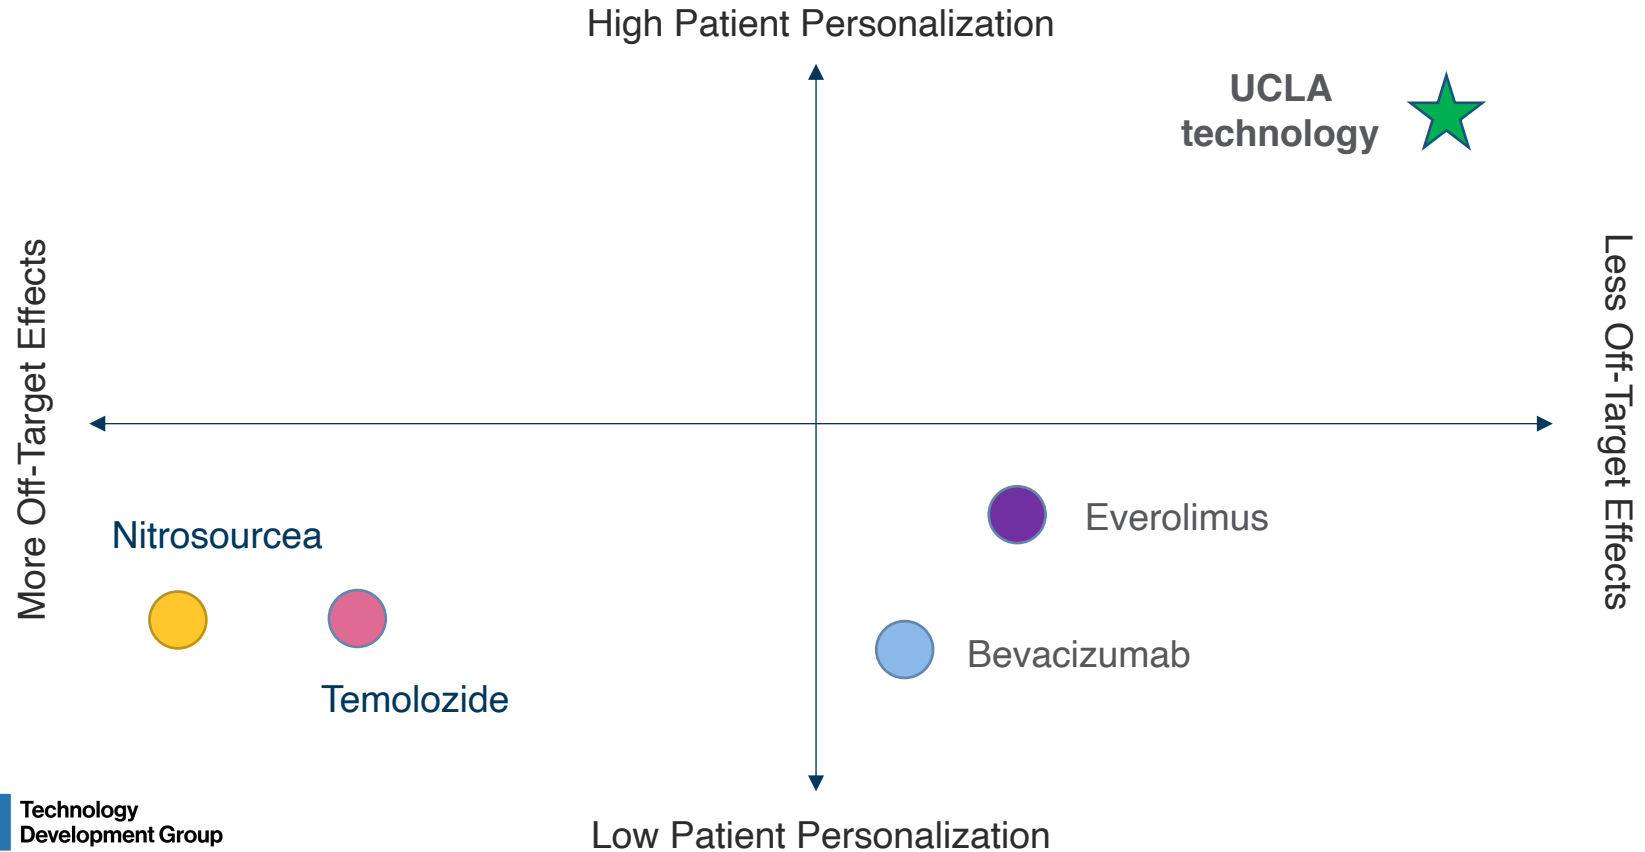 High Patient Personalization
UCLA
technology
More Off-Target Effects
Less Off-Target Effects
Nitrosourcea
Everolimus
Bevacizumab
Temolozide
Technology
Development Group
Low Patient Personalization